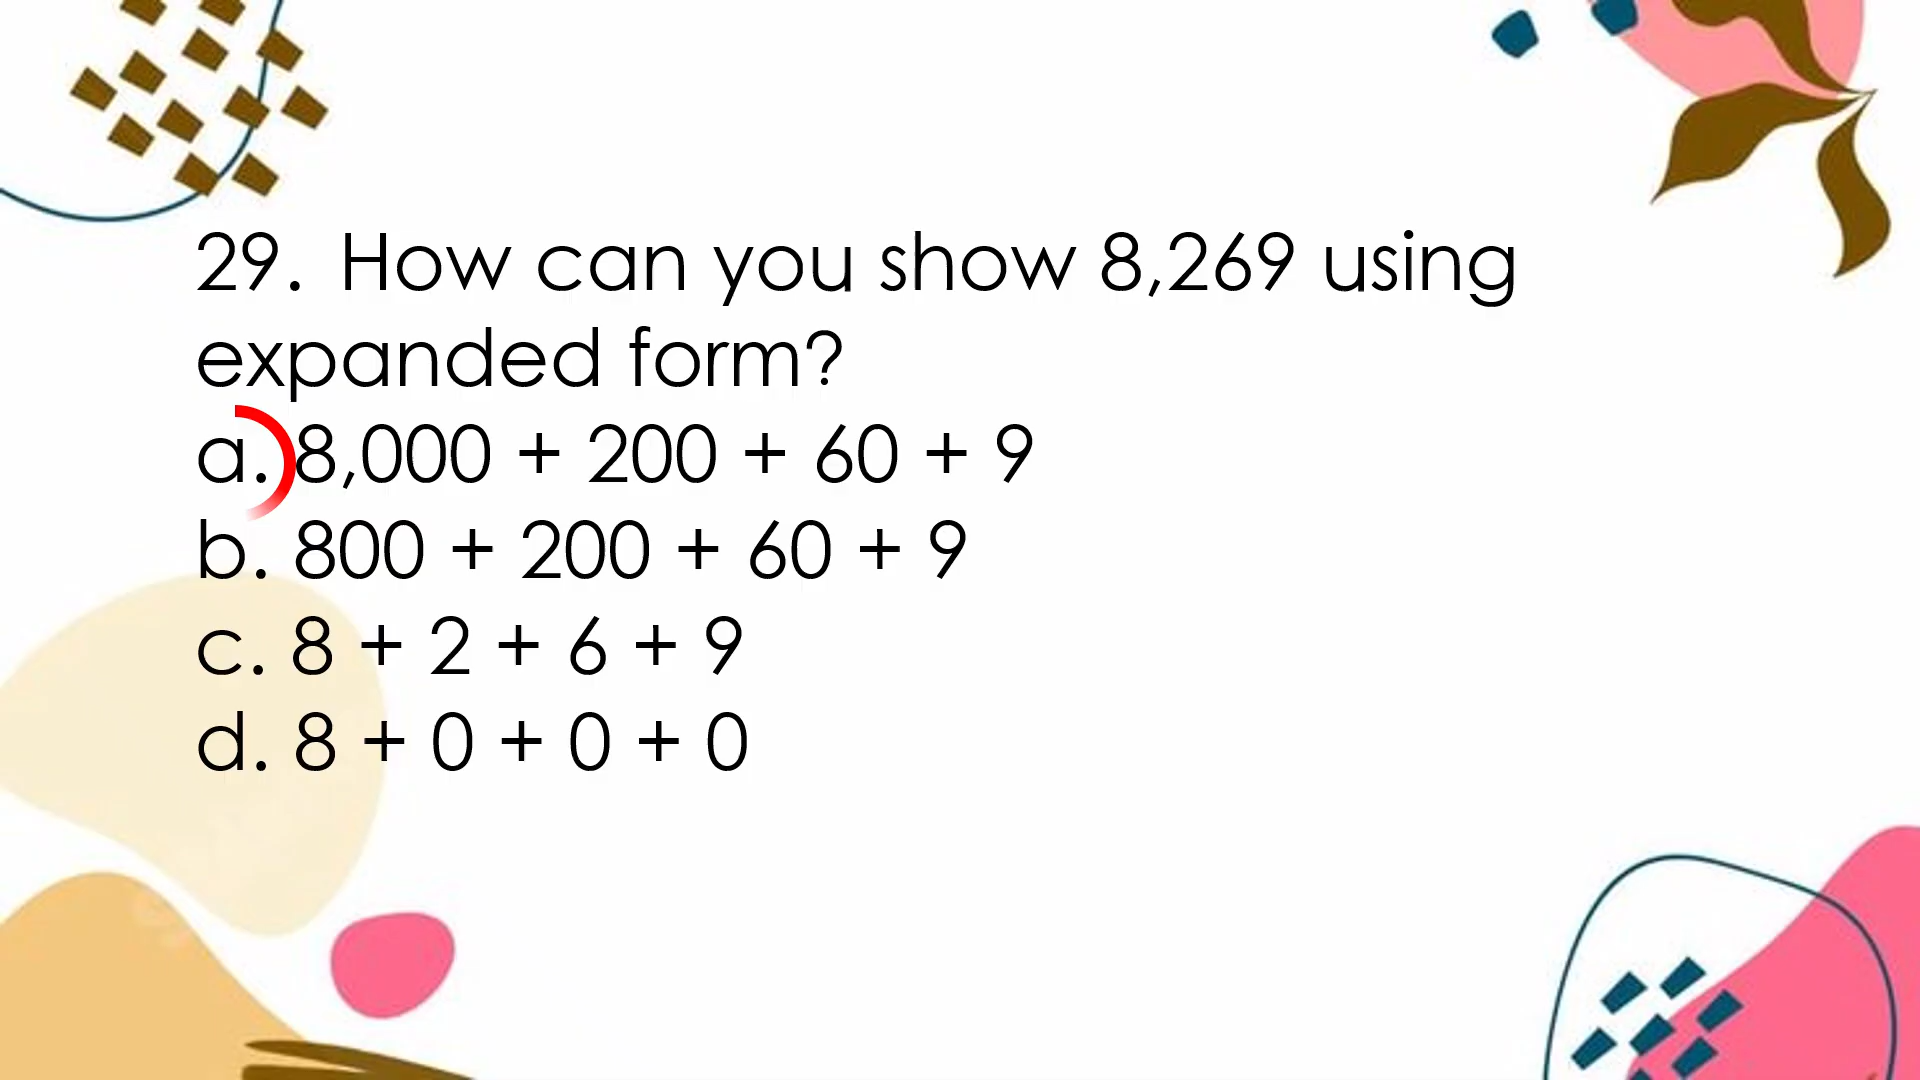 29. How can you show 8,269 using
expanded form?
a. 8,000 + 200 + 60 + 9
b. 800 + 200 + 60 + 9
c. 8 + 2 + 6 + 9
d. 8 + 0 + 0 + 0